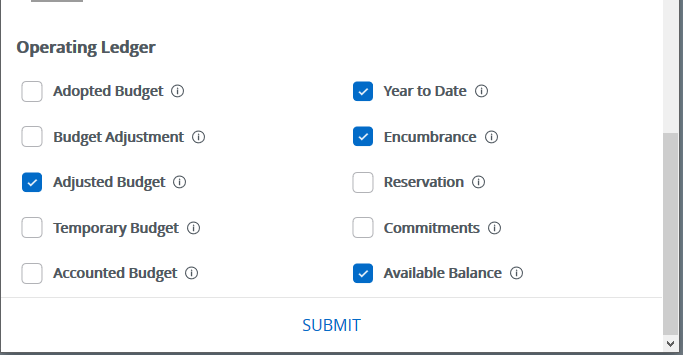 Operating Ledger
Adopted Budget
Year to Date
Budget Adjustment
Encumbrance
Adjusted Budget
Reservation
Temporary Budget
Commitments
Accounted Budget
Available Balance
SUBMIT